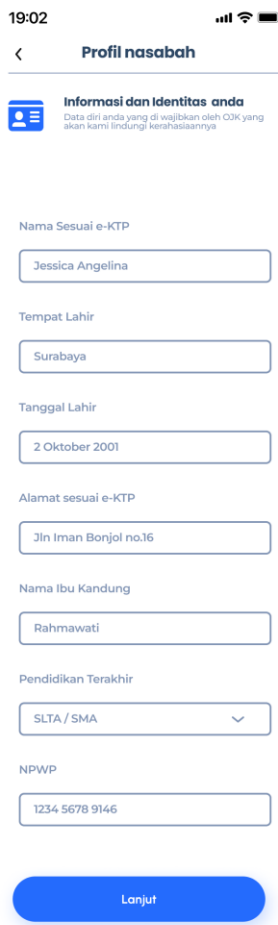 19:02
Profil nasabah
Informasi dan Identitas anda
Data diri anda yang di wajibkan oleh OJK yang
akan kami lindungi kerahasiaannya
Nama Sesuai e-KTP
Jessica Angelina
Tempat Lahir
Surabaya
Tanggal Lahir
2 Oktober 2001
Alamat sesuai e-KTP
Jln Iman Bonjol no.16
Nama Ibu Kandung
Rahmawati
Pendidikan Terakhir
SLTA / SMA
NPWP
1234 5678 9146
Lanjut